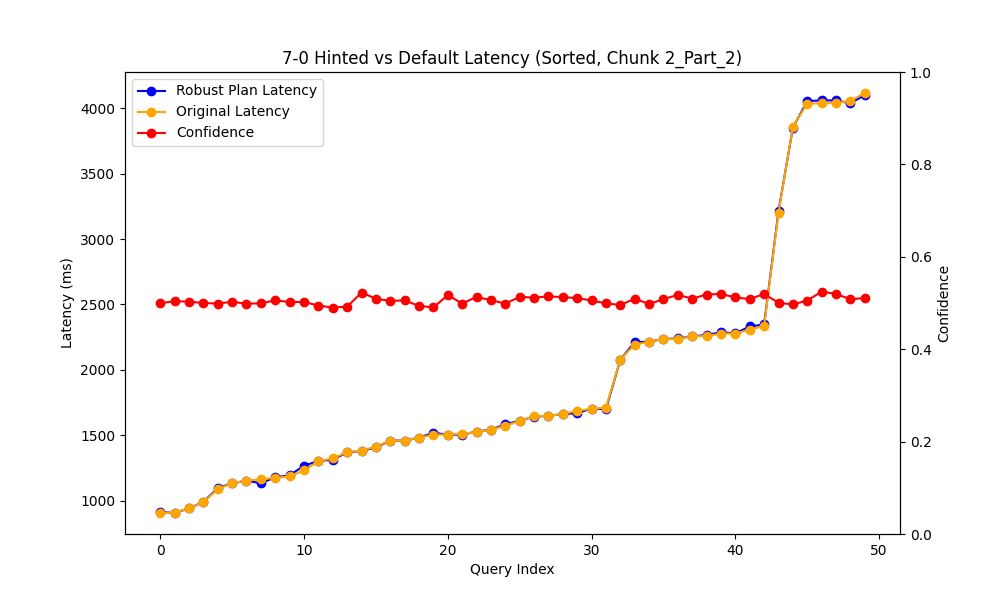 7-0 Hinted vs Default Latency (Sorted, Chunk 2_Part_2)
Robust Plan Latency
Original Latency
Confidence
Latency (ms)
4000
3500
3000
2500
2000
1500
1000
1.0
0.8
0.6
0.4
0.2
0.0
Confidence
0 10 20 30 40 50
Query Index